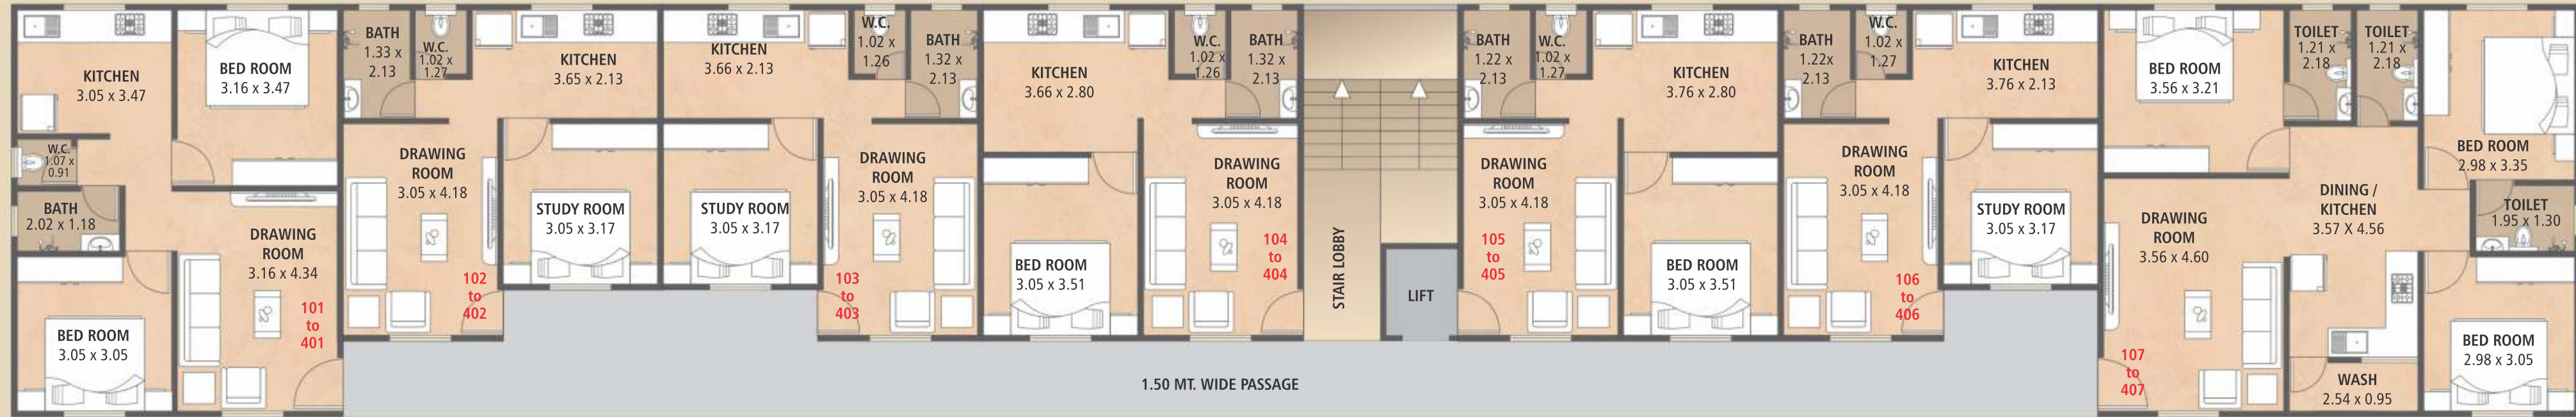 KITCHEN
3.05 x 3.47
BED ROOM
3.16 x 3.47
W.C.
1.07 x
0.91
BATH
2.02 x 1.18
DRAWING
ROOM
3.16 x 4.34
101
to
401
BED ROOM
3.05 x 3.05
BATH
1.33 x
2.13
W.C.
1.02 x
1.27
KITCHEN
3.65 x 2.13
DRAWING
ROOM
3.05 x 4.18
STUDY ROOM
3.05 x 3.17
102
to
402
KITCHEN
3.66 x 2.13
W.C.
1.02 x
1.26
BATH
1.32 x
2.13
STUDY ROOM
3.05 x 3.17
DRAWING
ROOM
3.05 x 4.18
103
to
403
KITCHEN
3.66 x 2.80
W.C.
1.02 x
1.26
BATH
1.32 x
2.13
DRAWING
ROOM
3.05 x 4.18
104
to
404
BED ROOM
3.05 x 3.51
STAIR LOBBY
LIFT
BATH
1.22 x
2.13
W.C.
1.02 x
1.27
KITCHEN
3.76 x 2.80
DRAWING
ROOM
3.05 x 4.18
105
to
405
BED ROOM
3.05 x 3.51
BATH
1.22x
2.13
W.C.
1.02 x
1.27
KITCHEN
3.76 x 2.13
DRAWING
ROOM
3.05 x 4.18
STUDY ROOM
3.05 x 3.17
106
to
406
BED ROOM
3.56 x 3.21
TOILET
1.21 x
2.18
TOILET
1.21 x
2.18
BED ROOM
2.98 x 3.35
DRAWING
ROOM
3.56 x 4.60
DINING /
KITCHEN
3.57 X 4.56
TOILET
1.95 x 1.30
107
to
407
WASH
2.54 x 0.95
BED ROOM
2.98 x 3.05
1.50 MT. WIDE PASSAGE